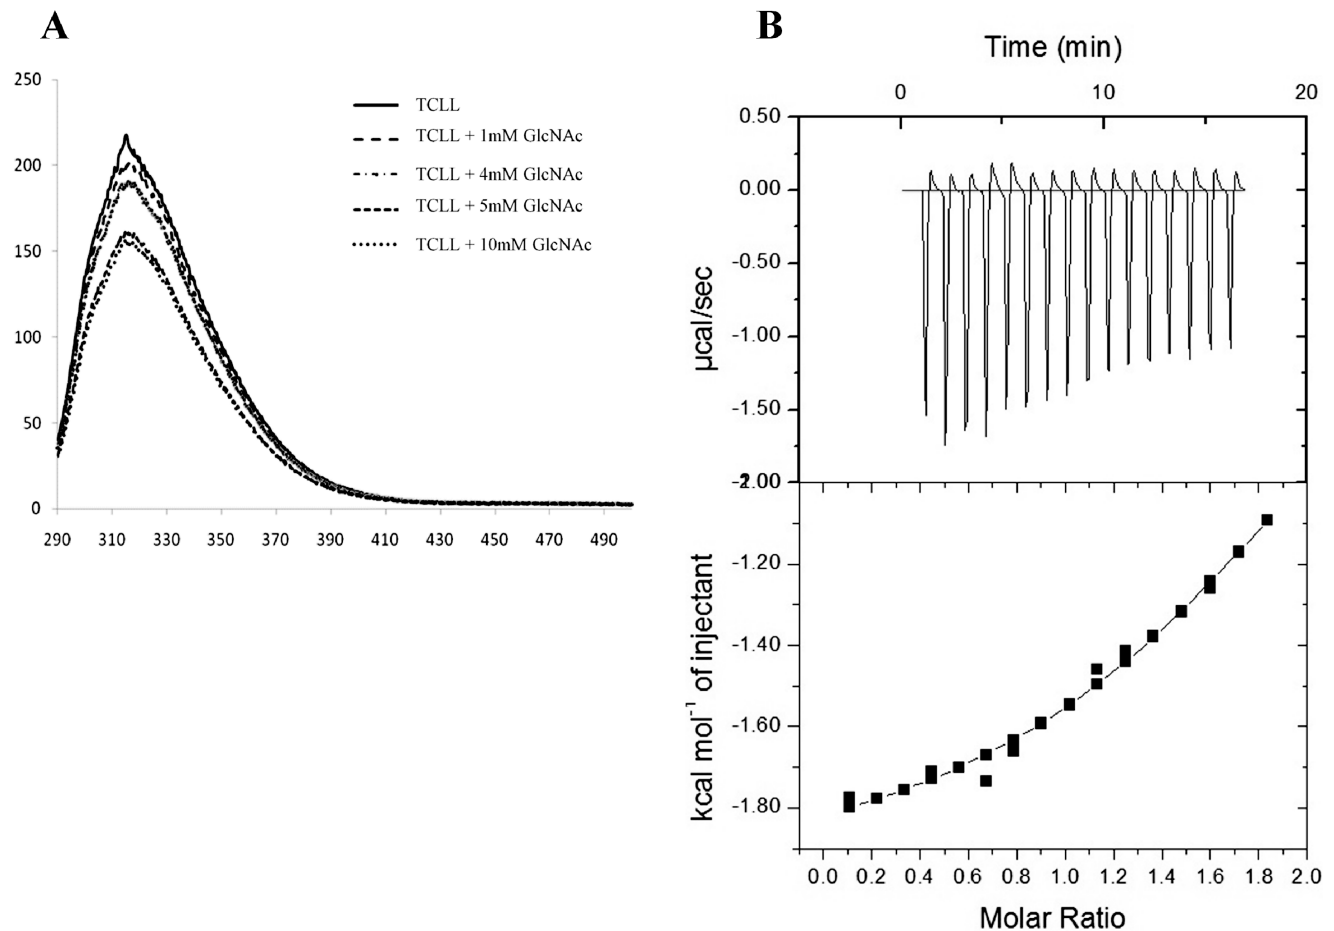 A
250
200
150
100
50
0
290 310 330 350 370 390 410 430 450 470 490
TCLL
TCLL + 1mM GlcNAc
TCLL + 4mM GlcNAc
TCLL + 5mM GlcNAc
TCLL + 10mM GlcNAc
B
Time (min)
0 10 20
0.50
0.00
-0.50
-1.00
-1.50
µcal/sec
-1.20
-1.40
-1.60
-1.80
kcal mol⁻¹ of injectant
0.0 0.2 0.4 0.6 0.8 1.0 1.2 1.4 1.6 1.8 2.0
Molar Ratio